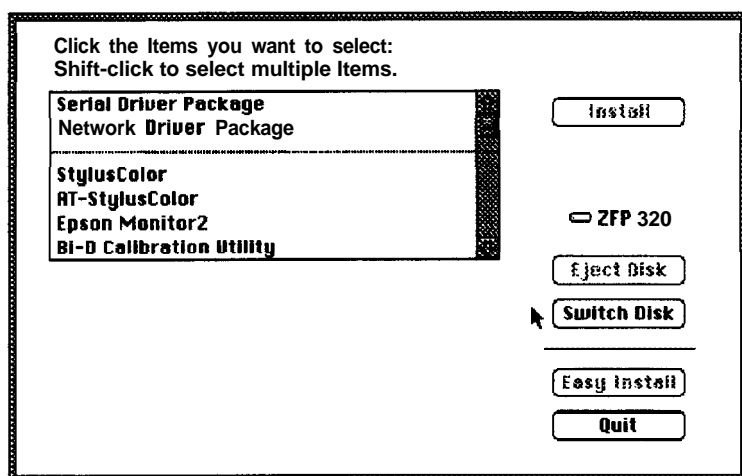 Click the Items you want to select:
Shift-click to select multiple Items.
Serial Driver Package
Network Driver Package
StylusColor
AT-StylusColor
Epson Monitor2
Bi-D Calibration Utility
Install
ZFP 320
Eject Disk
Switch Disk
Easy Install
Quit